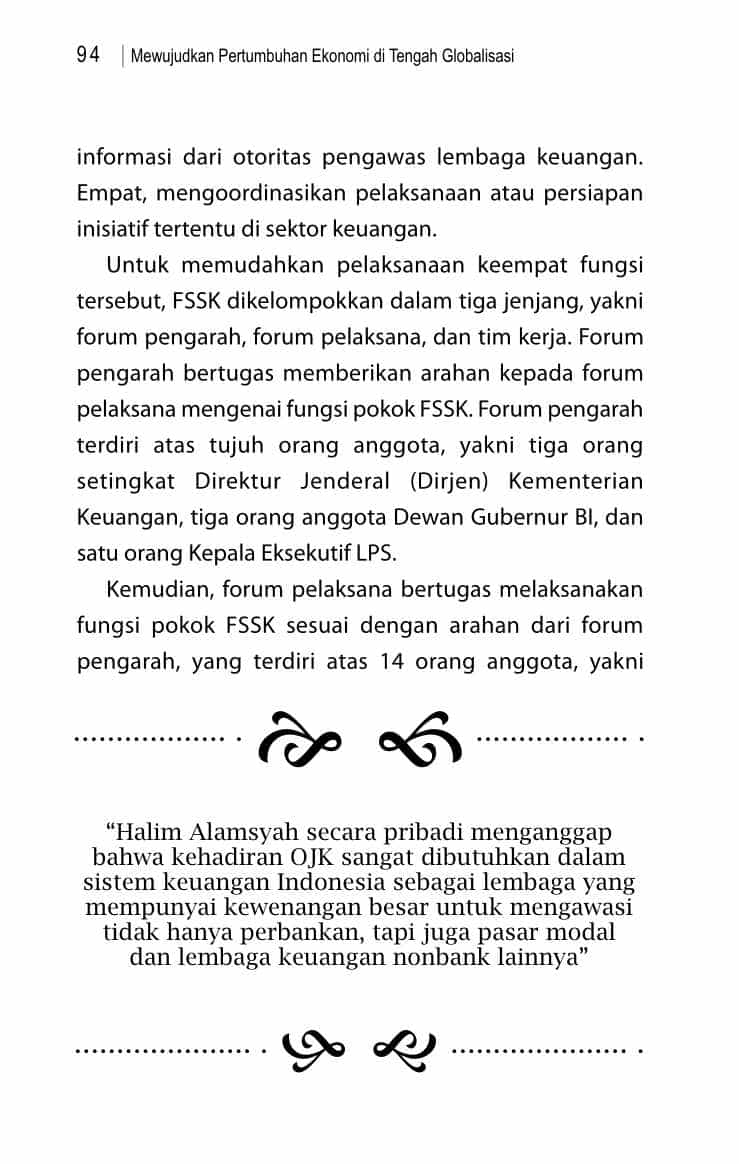 94 | Mewujudkan Pertumbuhan Ekonomi di Tengah Globalisasi
informasi dari otoritas pengawas lembaga keuangan.
Empat, mengoordinasikan pelaksanaan atau persiapan
inisiatif tertentu di sektor keuangan.
Untuk memudahkan pelaksanaan keempat fungsi
tersebut, FSSK dikelompokkan dalam tiga jenjang, yakni
forum pengarah, forum pelaksana, dan tim kerja. Forum
pengarah bertugas memberikan arahan kepada forum
pelaksana mengenai fungsi pokok FSSK. Forum pengarah
terdiri atas tujuh orang anggota, yakni tiga orang
setingkat Direktur Jenderal (Dirjen) Kementerian
Keuangan, tiga orang anggota Dewan Gubernur BI, dan
satu orang Kepala Eksekutif LPS.
Kemudian, forum pelaksana bertugas melaksanakan
fungsi pokok FSSK sesuai dengan arahan dari forum
pengarah, yang terdiri atas 14 orang anggota, yakni
“Halim Alamsyah secara pribadi menganggap
bahwa kehadiran OJK sangat dibutuhkan dalam
sistem keuangan Indonesia sebagai lembaga yang
mempunyai kewenangan besar untuk mengawasi
tidak hanya perbankan, tapi juga pasar modal
dan lembaga keuangan nonbank lainnya”